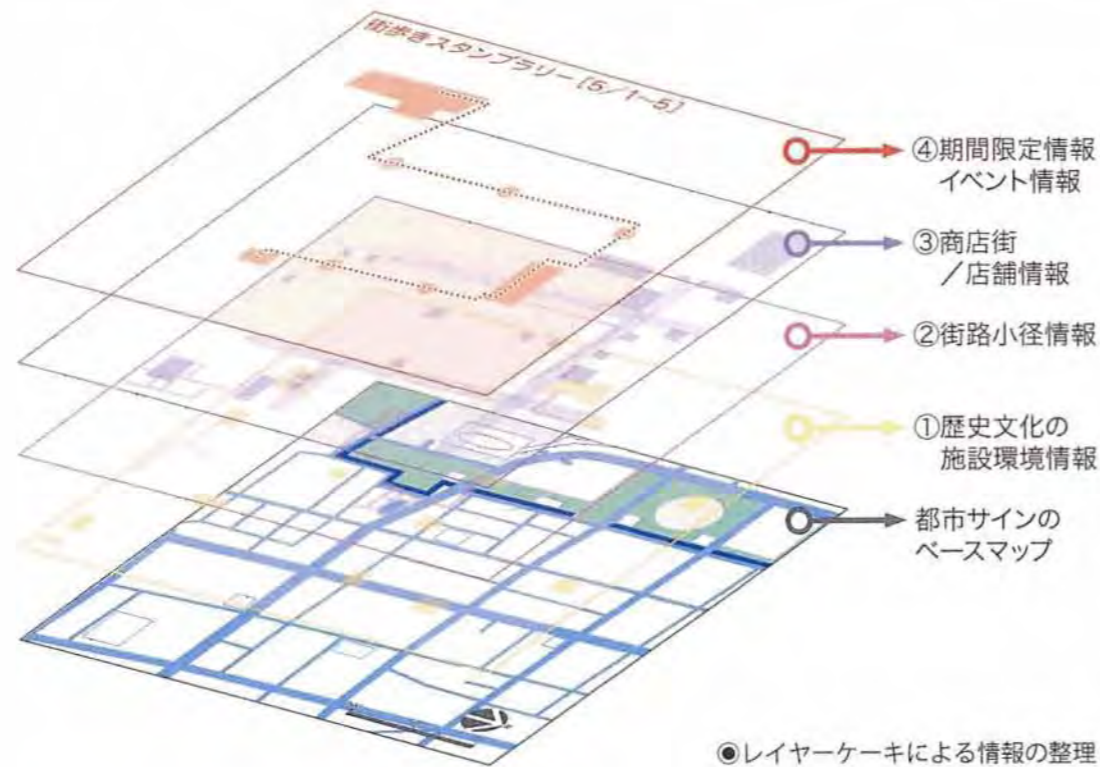 街歩きスタンプラリー [5/1~5]
④期間限定情報
イベント情報
③商店街
/店舗情報
②街路小径情報
①歴史文化の
施設環境情報
都市サインの
ベースマップ
◉レイヤーケーキによる情報の整理